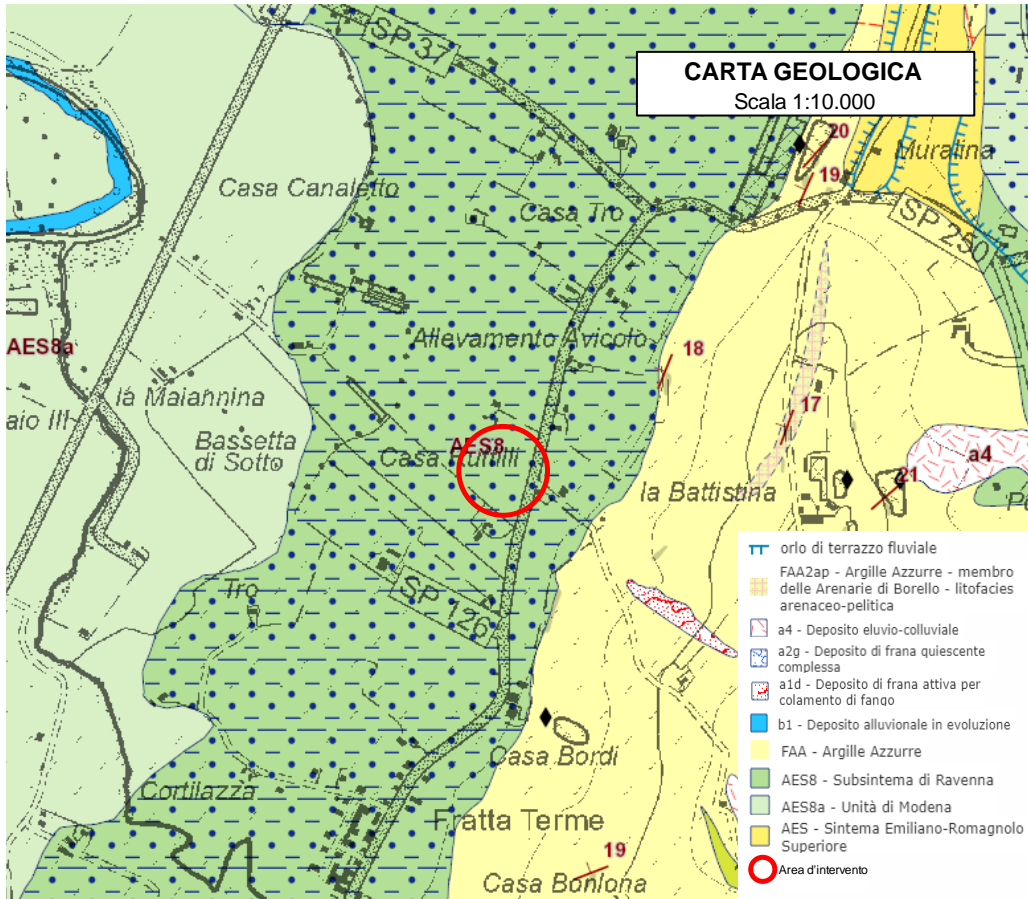 SP 37
CARTA GEOLOGICA
Scala 1:10.000
20
Muralina
19
Casa Canaletto
Casa Tro
SP 250
AES8a
Allevamento Avicolo
18
la Maiannina
aio III
17
Bassetta
di Sotto
AES8
Casa Ruffilli
a4
la Battistina
21
Tro
SP 126
Casa Bordi
Cortilazza
Fratta Terme
19
Casa Bonlona
orlo di terrazzo fluviale
FAA2ap - Argille Azzurre - membro
delle Arenarie di Borello - litofacies
arenaceo-pelitica
a4 - Deposito eluvio-colluviale
a2g - Deposito di frana quiescente
complessa
a1d - Deposito di frana attiva per
colamento di fango
b1 - Deposito alluvionale in evoluzione
FAA - Argille Azzurre
AES8 - Subsintema di Ravenna
AES8a - Unità di Modena
AES - Sintema Emiliano-Romagnolo
Superiore
Area d'intervento